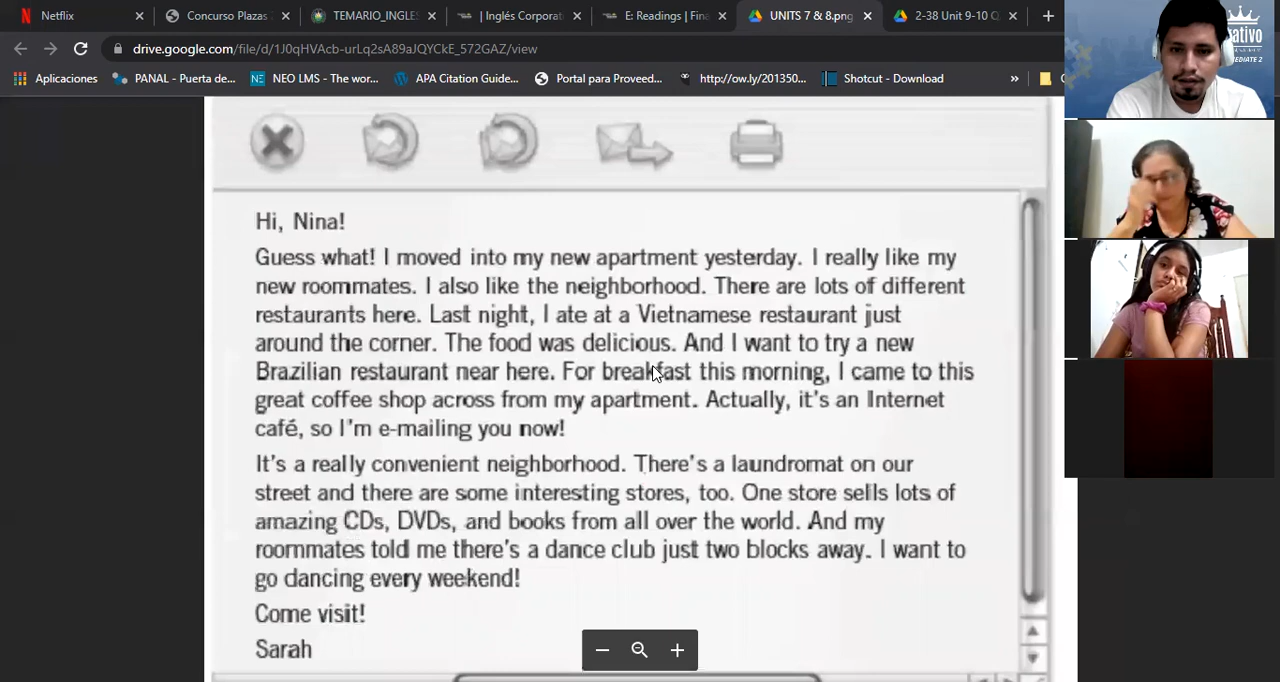 Netflix
Concurso Plazas
TEMARIO_INGLES
| Inglés Corporat
E: Readings | Fina
UNITS 7 & 8.png
2-38 Unit 9-10 Q
drive.google.com/file/d/1J0qHVAcb-urLq2sA89aJQYCkE_572GAZ/view
Aplicaciones
PANAL - Puerta de...
NEO LMS - The wor...
APA Citation Guide...
Portal para Proveed...
http://ow.ly/201350...
Shotcut - Download
»
ativo
MEDIATE 2
Hi, Nina!
Guess what! I moved into my new apartment yesterday. I really like my
new roommates. I also like the neighborhood. There are lots of different
restaurants here. Last night, I ate at a Vietnamese restaurant just
around the corner. The food was delicious. And I want to try a new
Brazilian restaurant near here. For breakfast this morning, I came to this
great coffee shop across from my apartment. Actually, it's an Internet
café, so I'm e-mailing you now!
It's a really convenient neighborhood. There's a laundromat on our
street and there are some interesting stores, too. One store sells lots of
amazing CDs, DVDs, and books from all over the world. And my
roommates told me there's a dance club just two blocks away. I want to
go dancing every weekend!
Come visit!
Sarah